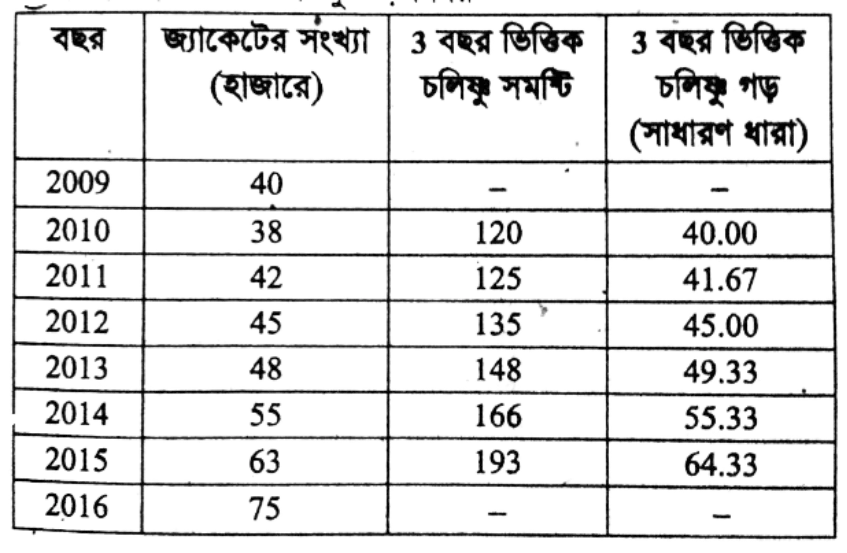 বছর জ্যাকেটের সংখ্যা (হাজারে) 3 বছর ভিত্তিক চলিষ্ণু সমষ্টি 3 বছর ভিত্তিক চলিষ্ণু গড় (সাধারণ ধারা)
2009 40 – –
2010 38 120 40.00
2011 42 125 41.67
2012 45 135 45.00
2013 48 148 49.33
2014 55 166 55.33
2015 63 193 64.33
2016 75 – –